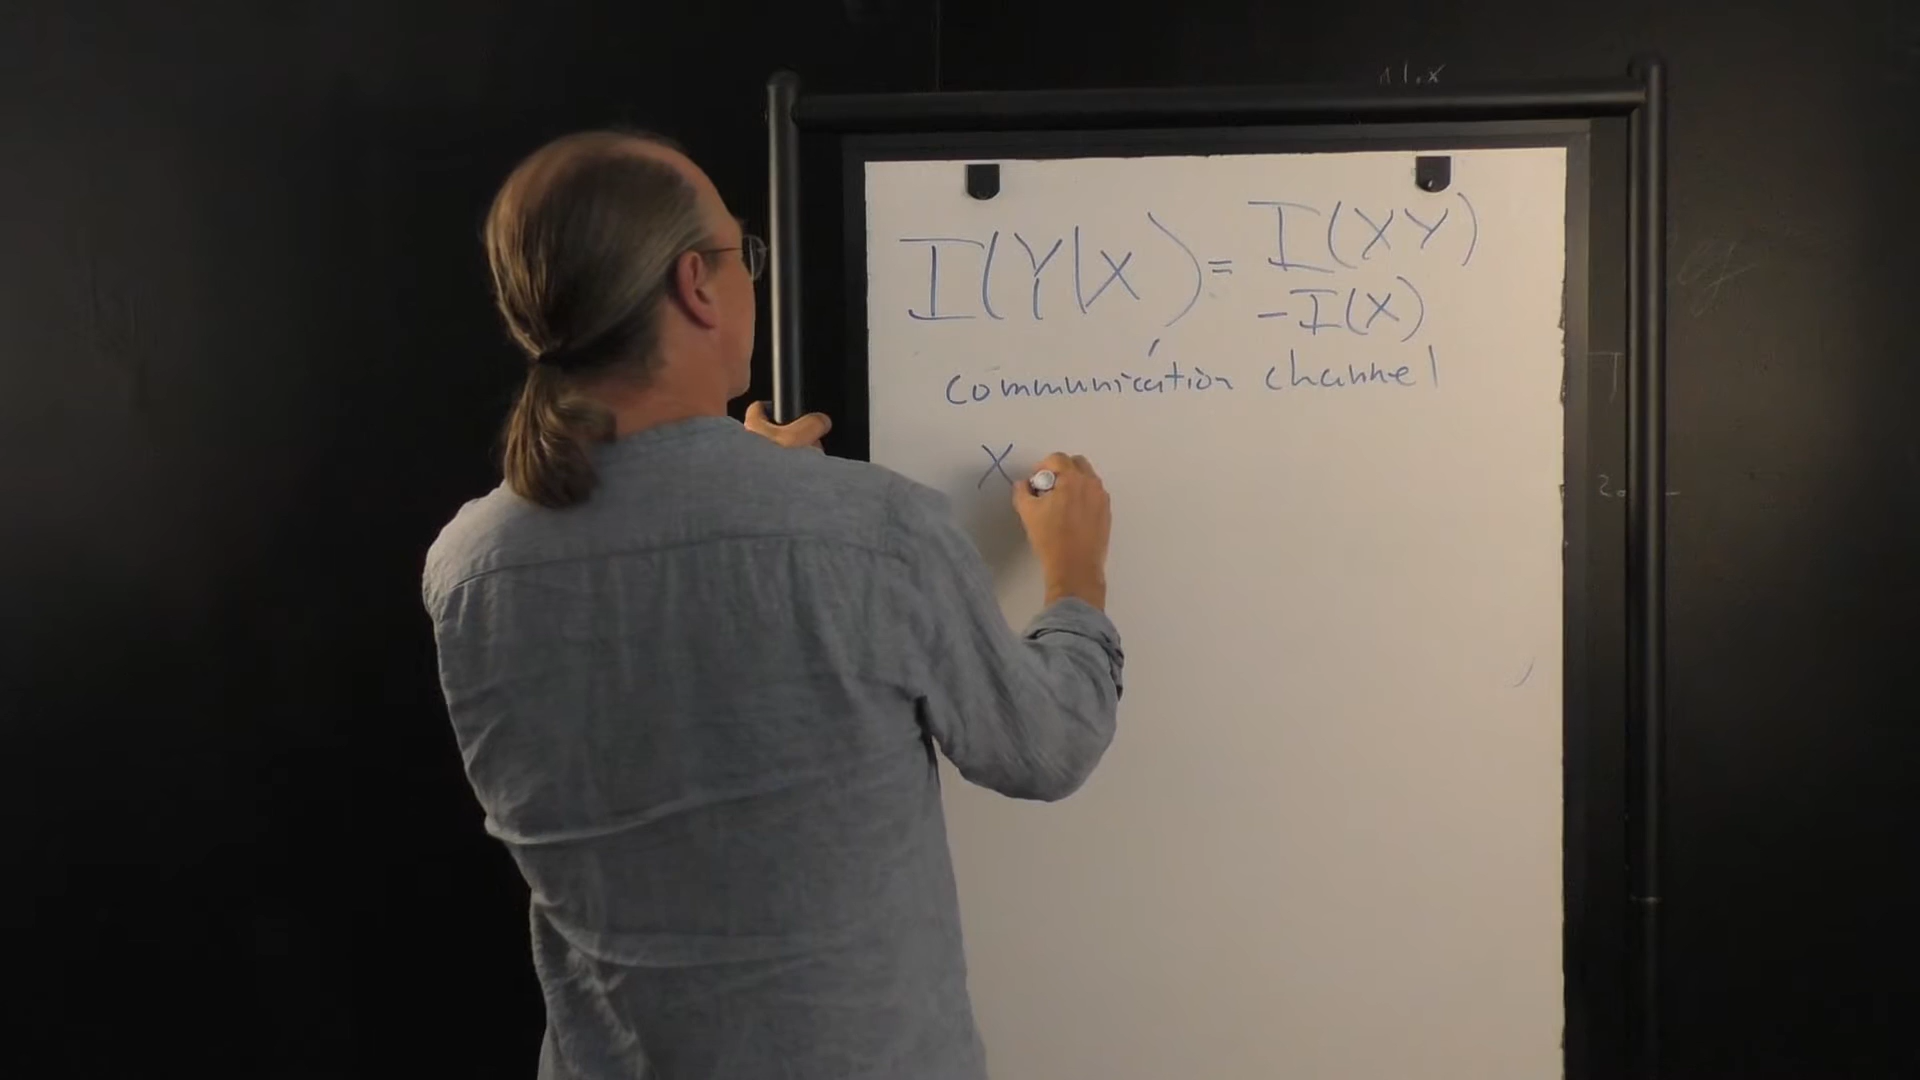 I(Y|X) = I(XY)
- I(X)
communication channel
X